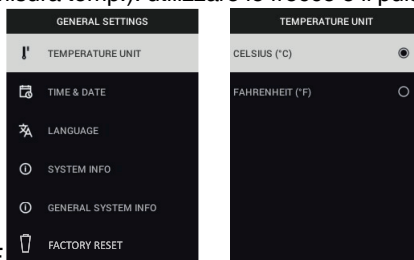 GENERAL SETTINGS
TEMPERATURE UNIT
TIME & DATE
LANGUAGE
SYSTEM INFO
GENERAL SYSTEM INFO
FACTORY RESET
TEMPERATURE UNIT
CELSIUS (°C)
FAHRENHEIT (°F)